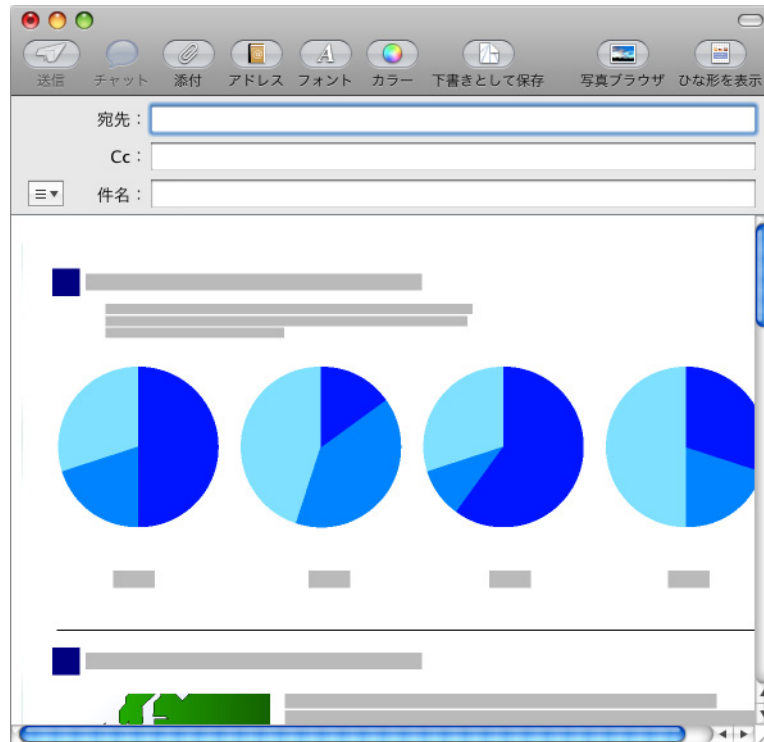 送信 チャット 添付 アドレス フォント カラー 下書きとして保存 写真ブラウザ ひな形を表示
宛先：
Cc：
件名：